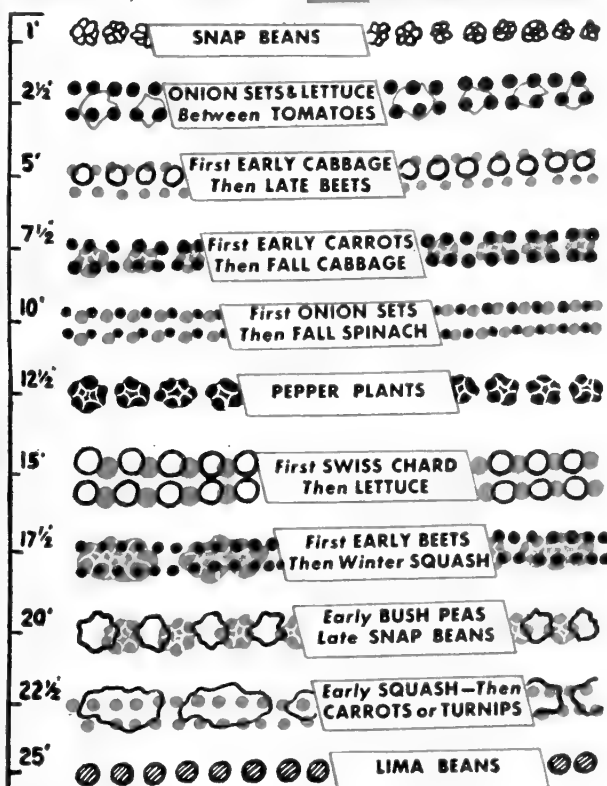 1'
SNAP BEANS
2½'
ONION SETS & LETTUCE
Between TOMATOES
5'
First EARLY CABBAGE
Then LATE BEETS
7½'
First EARLY CARROTS
Then FALL CABBAGE
10'
First ONION SETS
Then FALL SPINACH
12½'
PEPPER PLANTS
15'
First SWISS CHARD
Then LETTUCE
17½'
First EARLY BEETS
Then Winter SQUASH
20'
Early BUSH PEAS
Late SNAP BEANS
22½'
Early SQUASH—Then
CARROTS or TURNIPS
25'
LIMA BEANS